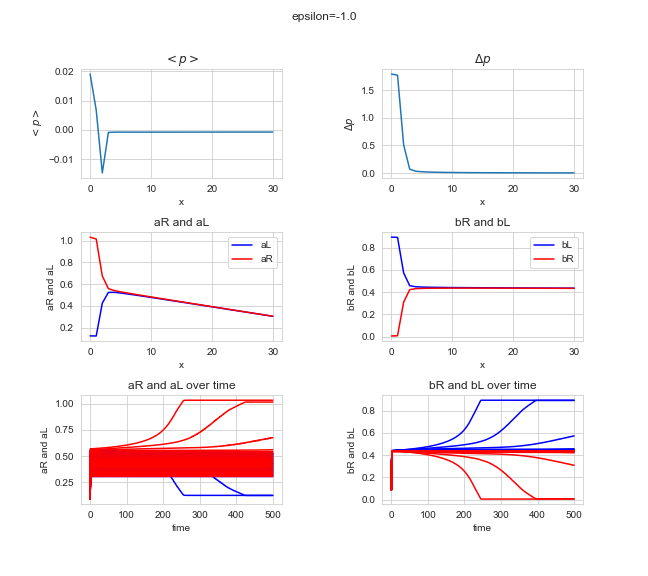 epsilon=-1.0
<p>
Δp
0.02
0.01
0.00
−0.01
<p>
0 10 20 30
x
1.5
1.0
0.5
0.0
Δp
0 10 20 30
x
aR and aL
1.0
0.8
0.6
0.4
0.2
aR and aL
aL
aR
0 10 20 30
x
bR and bL
0.8
0.6
0.4
0.2
0.0
bR and bL
bL
bR
0 10 20 30
x
aR and aL over time
1.00
0.75
0.50
0.25
aR and aL
0 100 200 300 400 500
time
bR and bL over time
0.8
0.6
0.4
0.2
0.0
bR and bL
0 100 200 300 400 500
time